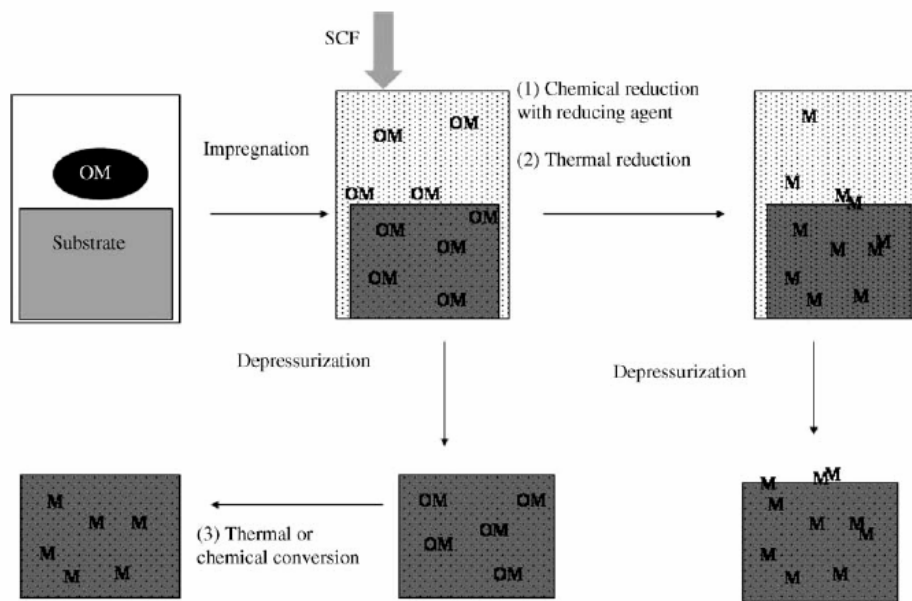 SCF
(1) Chemical reduction
with reducing agent
(2) Thermal reduction
Impregnation
OM
Substrate
OM
OM
OM
OM
OM
OM
OM
OM
OM
M
M
M
M
M
M
M
M
M
M
M
Depressurization
Depressurization
M
M
M
M
M
M
(3) Thermal or
chemical conversion
OM
OM
OM
OM
OM
M
M
M
M
M
M
M
M
M
M